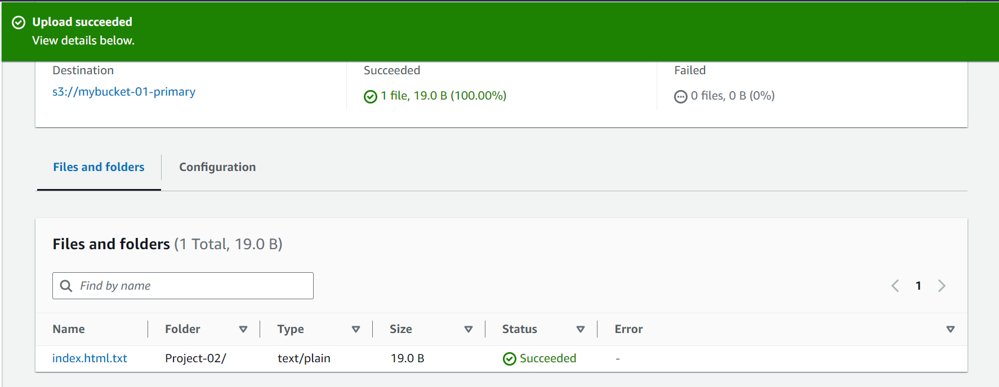 Upload succeeded
View details below.
Destination
s3://mybucket-01-primary
Succeeded
1 file, 19.0 B (100.00%)
Failed
0 files, 0 B (0%)
Files and folders
Configuration
Files and folders (1 Total, 19.0 B)
Find by name
1
Name Folder Type Size Status Error
index.html.txt Project-02/ text/plain 19.0 B Succeeded -